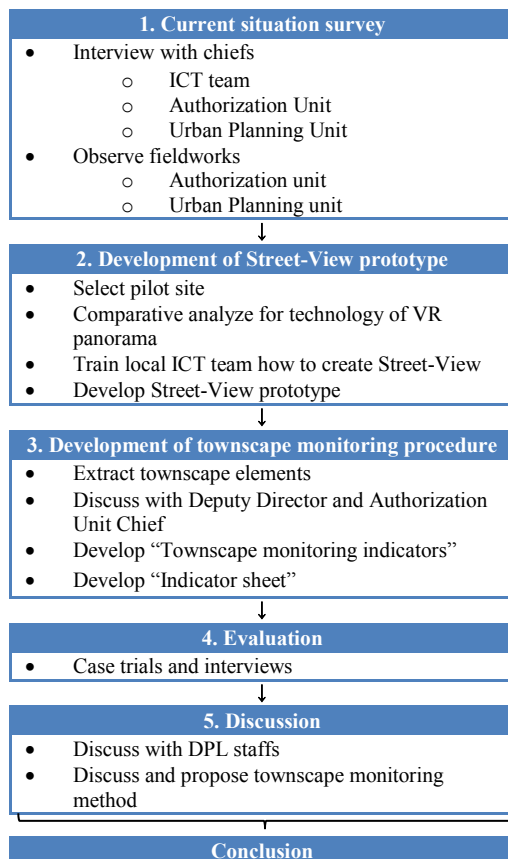 1. Current situation survey
• Interview with chiefs
o ICT team
o Authorization Unit
o Urban Planning Unit
• Observe fieldworks
o Authorization unit
o Urban Planning unit
↓
2. Development of Street-View prototype
• Select pilot site
• Comparative analyze for technology of VR
panorama
• Train local ICT team how to create Street-View
• Develop Street-View prototype
↓
3. Development of townscape monitoring procedure
• Extract townscape elements
• Discuss with Deputy Director and Authorization
Unit Chief
• Develop “Townscape monitoring indicators”
• Develop “Indicator sheet”
↓
4. Evaluation
• Case trials and interviews
↓
5. Discussion
• Discuss with DPL staffs
• Discuss and propose townscape monitoring
method
Conclusion